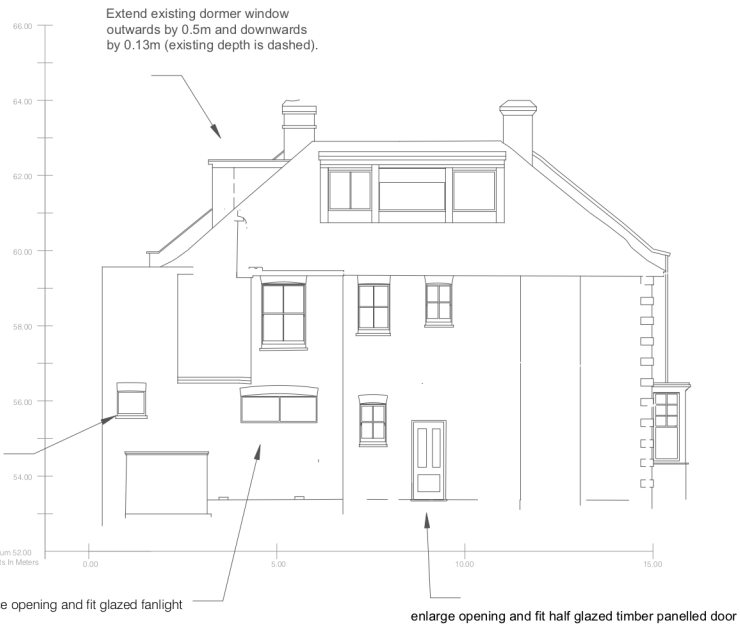 Extend existing dormer window
outwards by 0.5m and downwards
by 0.13m (existing depth is dashed).
66.00
64.00
62.00
60.00
58.00
56.00
54.00
52.00
In Meters
0.00
5.00
10.00
15.00
opening and fit glazed fanlight
enlarge opening and fit half glazed timber panelled door